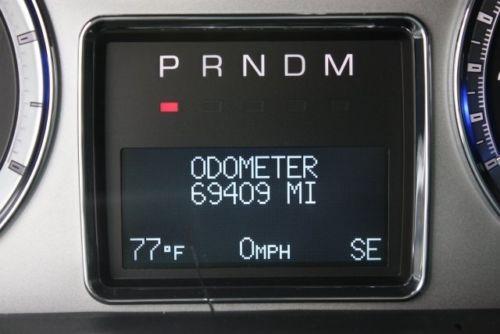 P R N D M
ODOMETER
69409 MI
77°F 0MPH SE